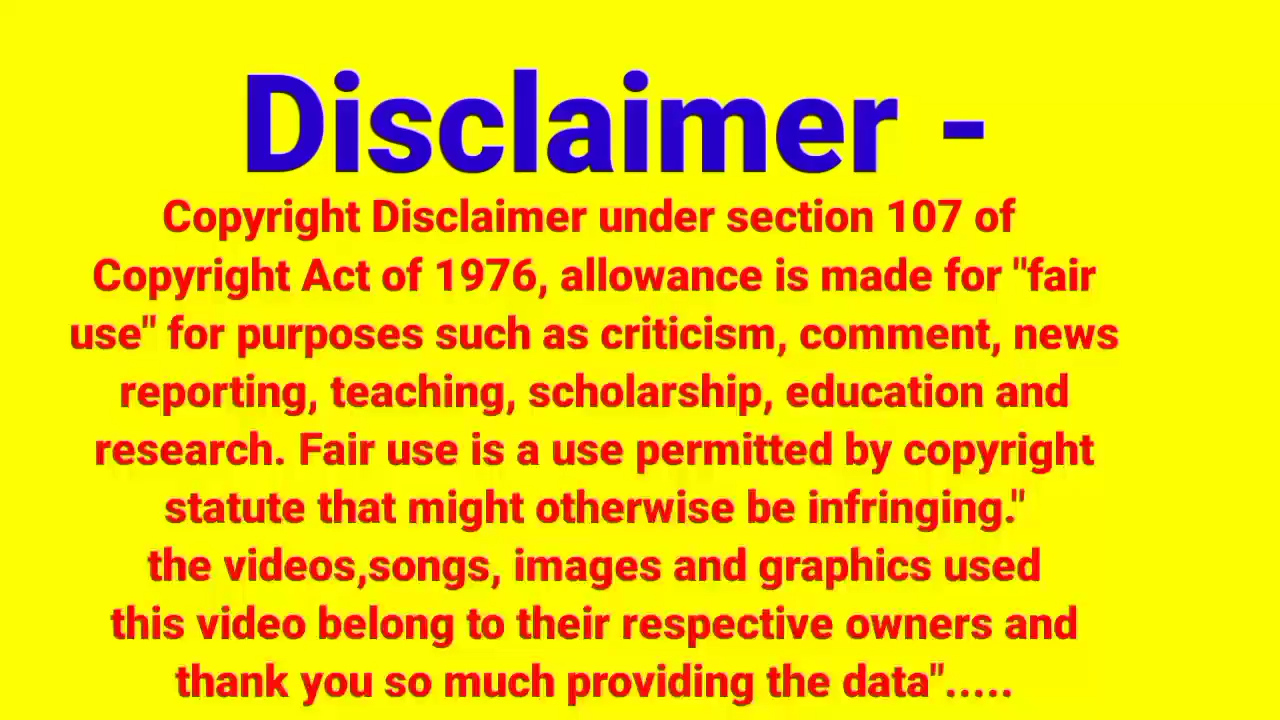 Disclaimer -
Copyright Disclaimer under section 107 of
Copyright Act of 1976, allowance is made for "fair
use" for purposes such as criticism, comment, news
reporting, teaching, scholarship, education and
research. Fair use is a use permitted by copyright
statute that might otherwise be infringing."
the videos,songs, images and graphics used
this video belong to their respective owners and
thank you so much providing the data".....